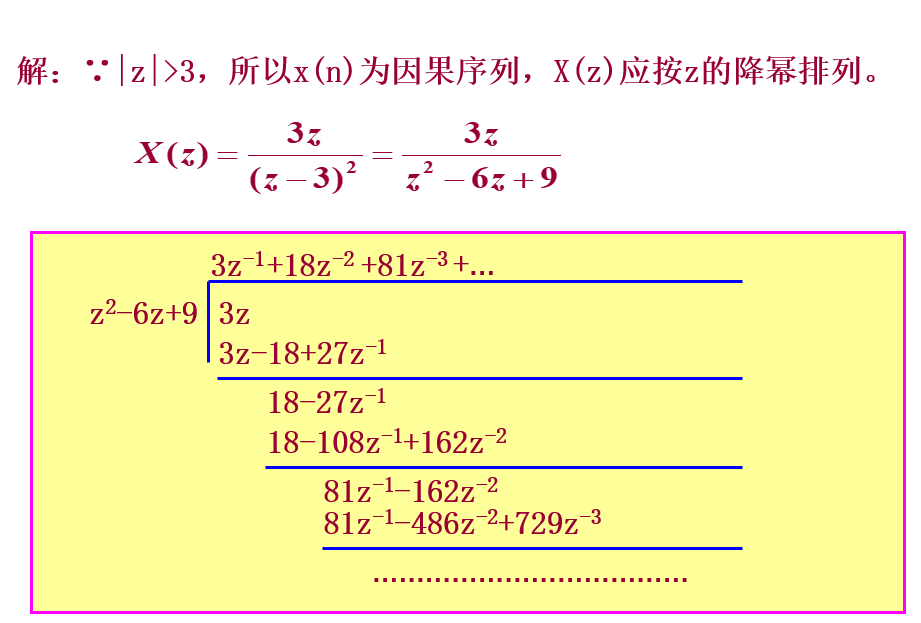 解：∵|z|>3，所以x(n)为因果序列，X(z)应按z的降幂排列。
X(z) = 3z / (z − 3)² = 3z / (z² − 6z + 9)
3z⁻¹+18z⁻²+81z⁻³+…
z²−6z+9 3z
3z−18+27z⁻¹
18−27z⁻¹
18−108z⁻¹+162z⁻²
81z⁻¹−162z⁻²
81z⁻¹−486z⁻²+729z⁻³
………………………………